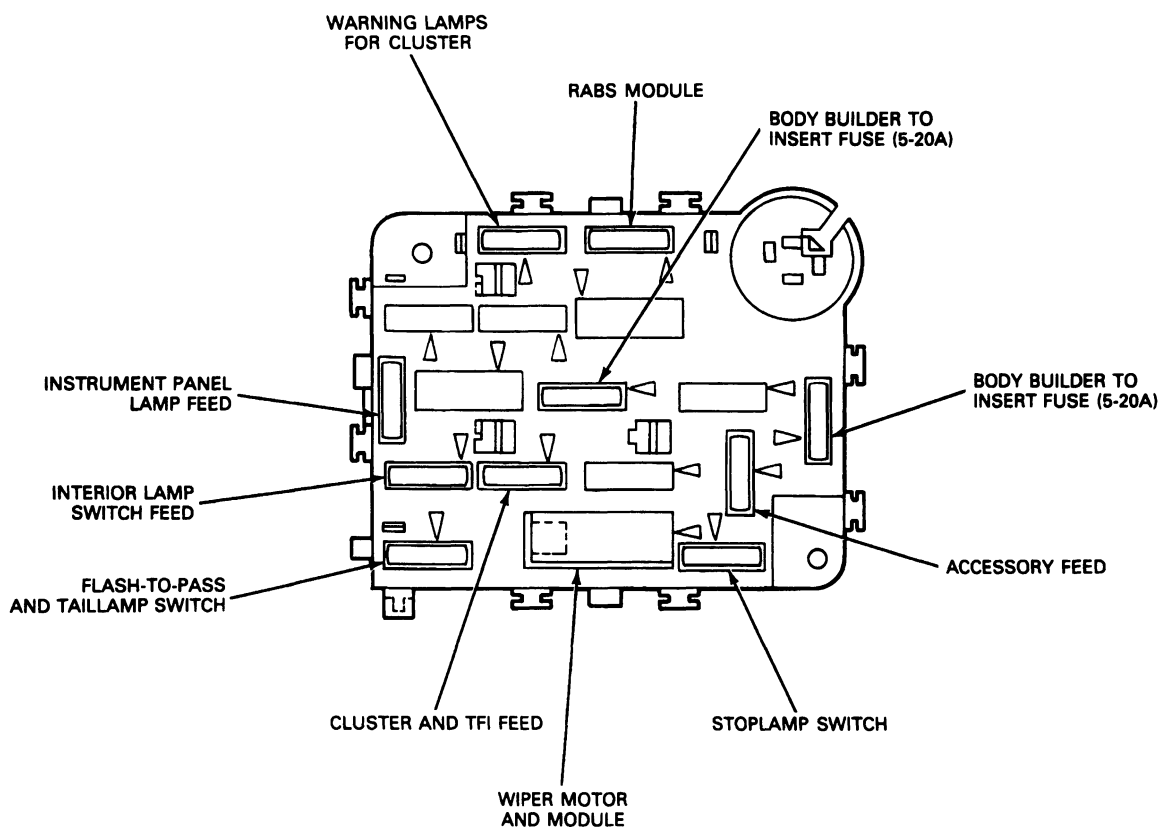 WARNING LAMPS
FOR CLUSTER
RABS MODULE
BODY BUILDER TO
INSERT FUSE (5-20A)
INSTRUMENT PANEL
LAMP FEED
BODY BUILDER TO
INSERT FUSE (5-20A)
INTERIOR LAMP
SWITCH FEED
ACCESSORY FEED
FLASH-TO-PASS
AND TAILLAMP SWITCH
CLUSTER AND TFI FEED
STOPLAMP SWITCH
WIPER MOTOR
AND MODULE